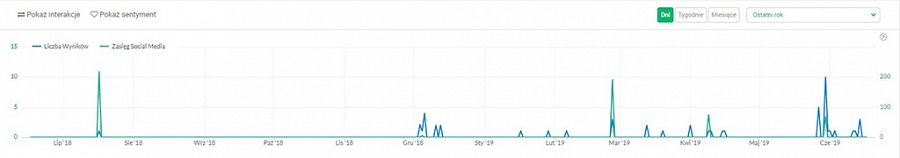 Pokaż interakcje Pokaż sentyment Dni Tygodnie Miesiące Ostatni rok
?
Liczba Wyników Zasięg Social Media
15
10 200
5 100
0 0
Lip '18 Sie '18 Wrz '18 Paź '18 Lis '18 Gru '18 Sty '19 Lut '19 Mar '19 Kwi '19 Maj '19 Cze '19